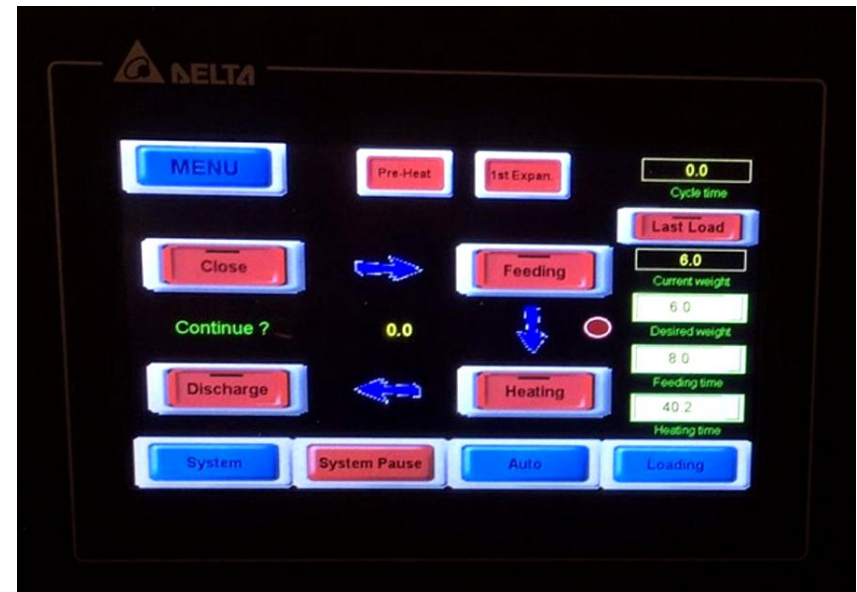 DELTA
MENU
Pre-Heat
1st Expan.
0.0
Cycle time
Last Load
Close
Feeding
6.0
Current weight
6.0
Desired weight
Continue ?
0.0
8.0
Feeding time
Discharge
Heating
40.2
Heating time
System
System Pause
Auto
Loading